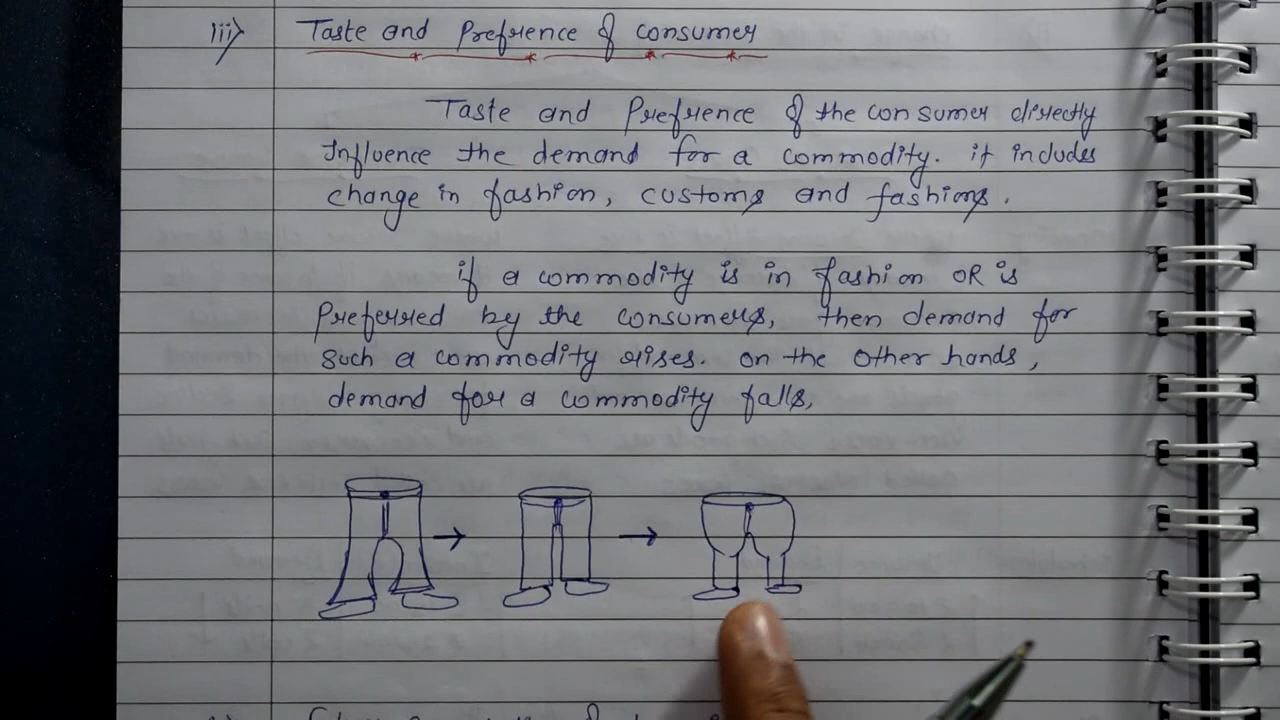 iii) Taste and Prefrence of consumer
Taste and Prefrence of the consumer directly
Influence the demand for a commodity. it includes
change in fashion, customs and fashions.
if a commodity is in fashion OR is
Preferred by the consumers, then demand for
such a commodity rises. on the other hands,
demand for a commodity falls,